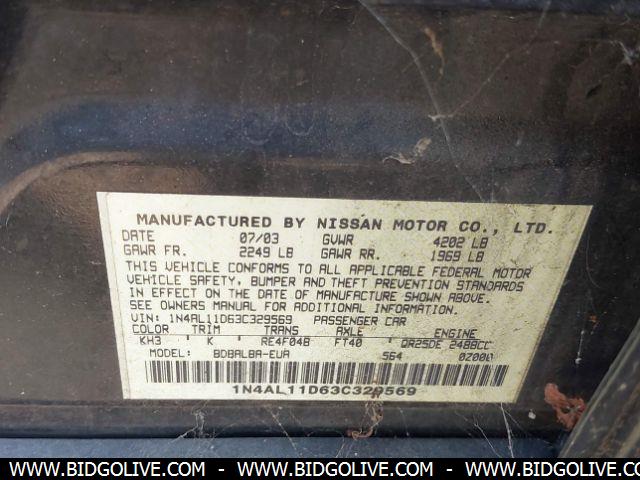 MANUFACTURED BY NISSAN MOTOR CO., LTD.
DATE 07/03 GVWR 4202 LB
GAWR FR. 2249 LB GAWR RR. 1969 LB
THIS VEHICLE CONFORMS TO ALL APPLICABLE FEDERAL MOTOR
VEHICLE SAFETY, BUMPER AND THEFT PREVENTION STANDARDS
IN EFFECT ON THE DATE OF MANUFACTURE SHOWN ABOVE.
SEE OWNERS MANUAL FOR ADDITIONAL INFORMATION.
VIN: 1N4AL11D63C329569 PASSENGER CAR
COLOR TRIM TRANS AXLE ENGINE
KH3 K RE4F04B FT40 QR25DE 2488CC
MODEL: BDBALBA-EUA 564 0Z00U
1N4AL11D63C329569
WWW.BIDGOLIVE.COM - WWW.BIDGOLIVE.COM - WWW.BIDGOLIVE.COM